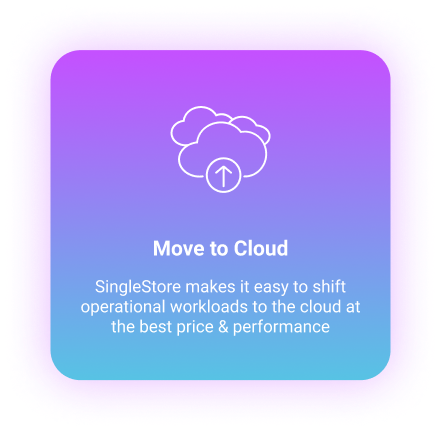 Move to Cloud
SingleStore makes it easy to shift
operational workloads to the cloud at
the best price & performance